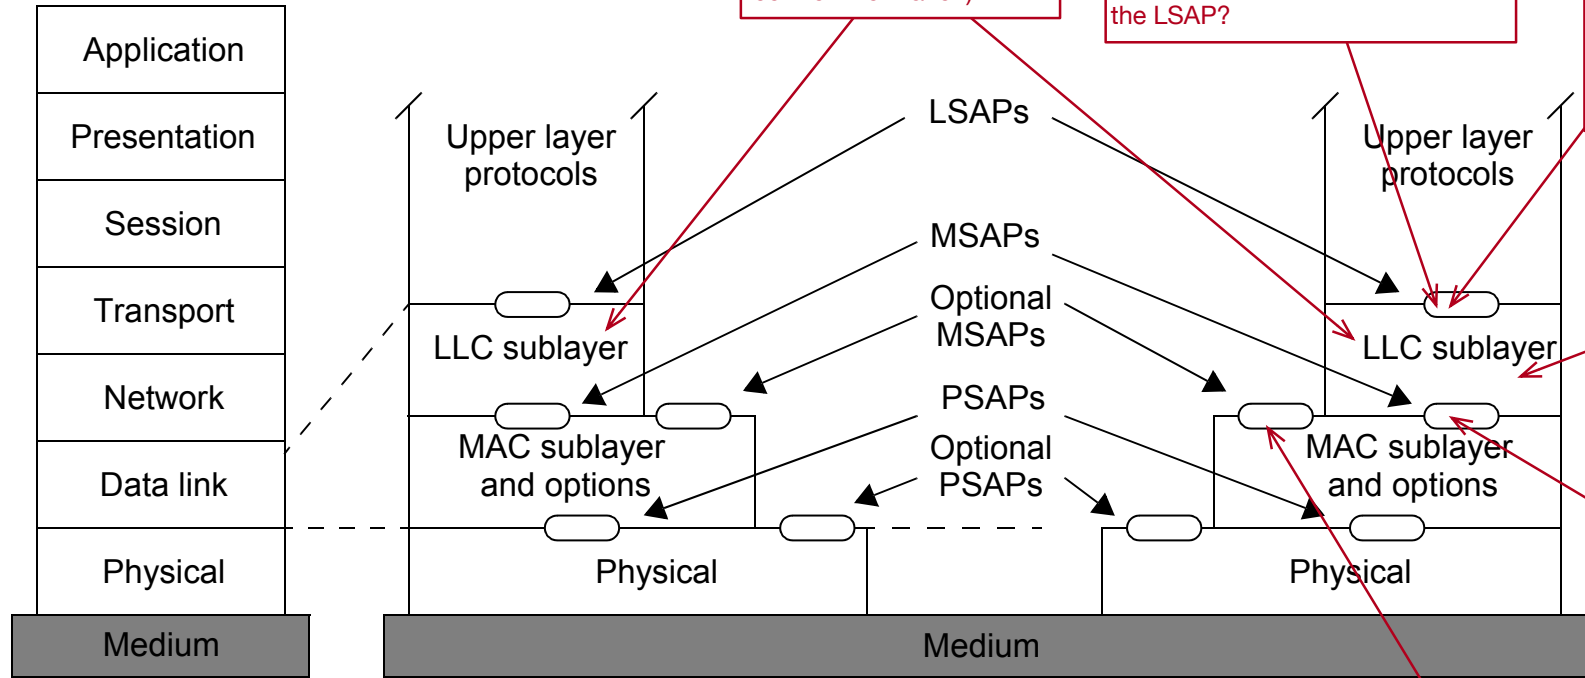 the LSAP?
Application
Presentation
Session
Transport
Network
Data link
Physical
Medium
Upper layer
protocols
LLC sublayer
MAC sublayer
and options
Physical
LSAPs
MSAPs
Optional
MSAPs
PSAPs
Optional
PSAPs
Upper layer
protocols
LLC sublayer
MAC sublayer
and options
Physical
Medium